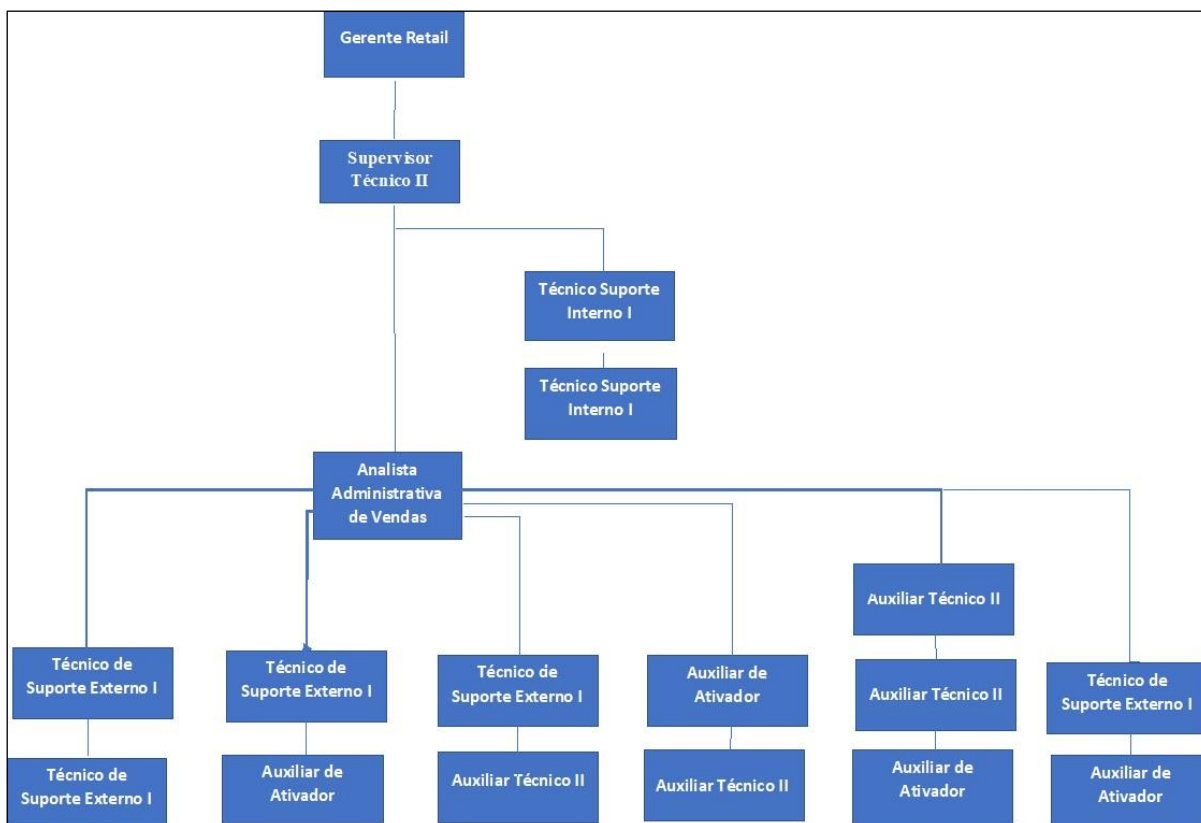 Gerente Retail
Supervisor
Técnico II
Técnico Suporte
Interno I
Técnico Suporte
Interno I
Analista
Administrativa
de Vendas
Auxiliar Técnico II
Técnico de
Suporte Externo I
Técnico de
Suporte Externo I
Técnico de
Suporte Externo I
Auxiliar de
Ativador
Auxiliar Técnico II
Técnico de
Suporte Externo I
Técnico de
Suporte Externo I
Auxiliar de
Ativador
Auxiliar Técnico II
Auxiliar Técnico II
Auxiliar de
Ativador
Auxiliar de
Ativador